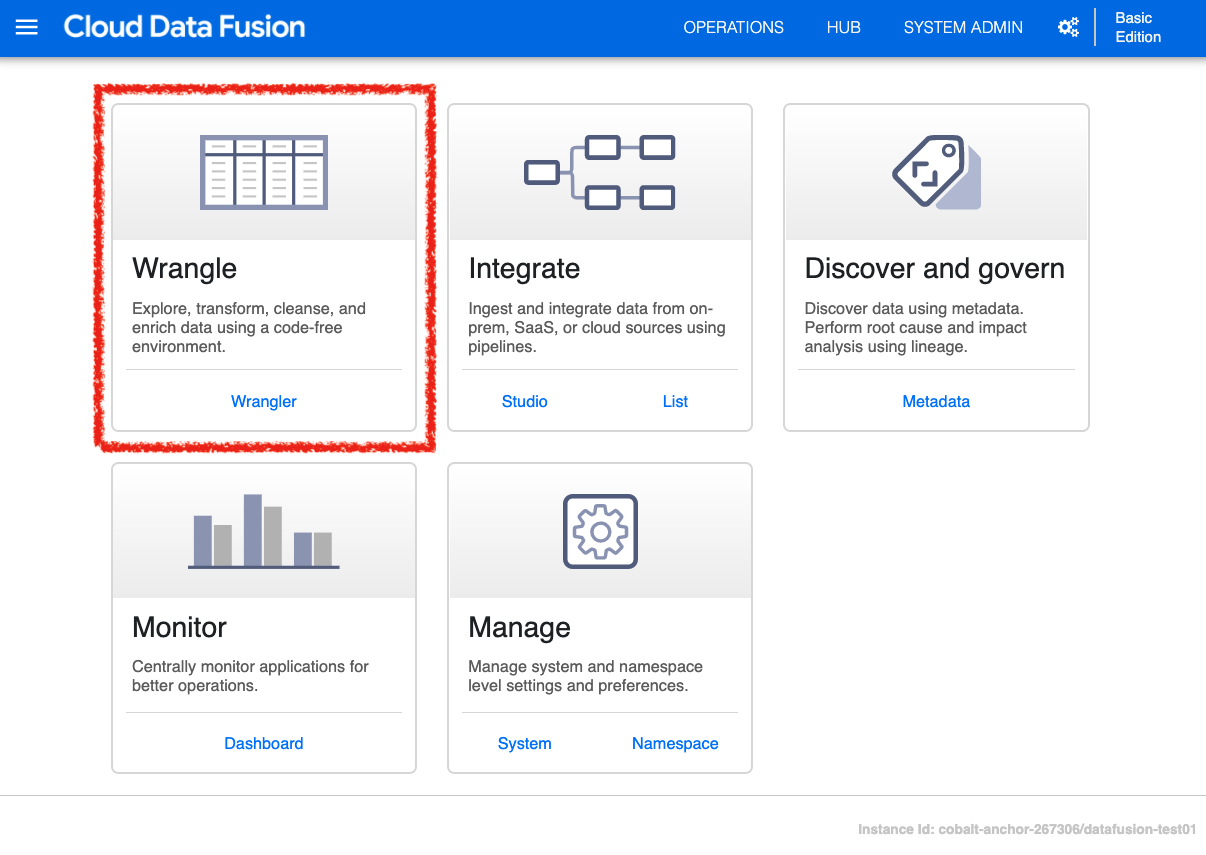 Cloud Data Fusion
OPERATIONS
HUB
SYSTEM ADMIN
Basic
Edition
Wrangle
Explore, transform, cleanse, and
enrich data using a code-free
environment.
Wrangler
Integrate
Ingest and integrate data from on-
prem, SaaS, or cloud sources using
pipelines.
Studio
List
Discover and govern
Discover data using metadata.
Perform root cause and impact
analysis using lineage.
Metadata
Monitor
Centrally monitor applications for
better operations.
Dashboard
Manage
Manage system and namespace
level settings and preferences.
System
Namespace
Instance Id: cobalt-anchor-267306/datafusion-test01